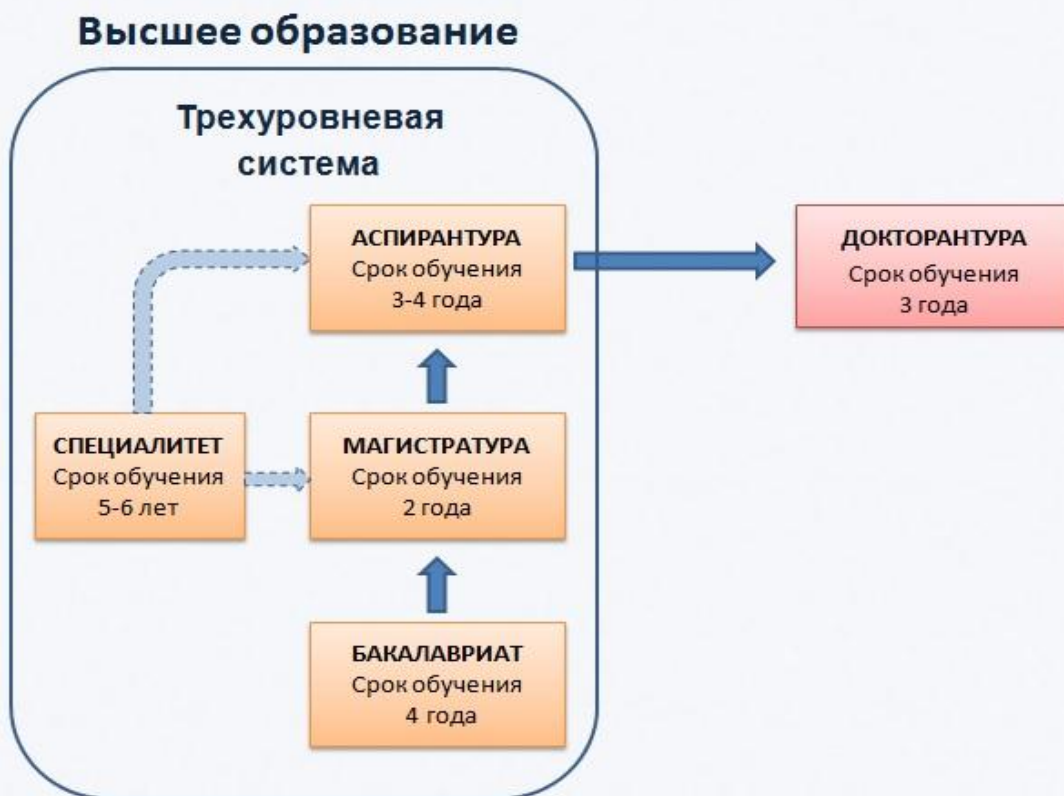 Высшее образование
Трехуровневая
система
АСПИРАНТУРА
Срок обучения
3-4 года
ДОКТОРАНТУРА
Срок обучения
3 года
СПЕЦИАЛИТЕТ
Срок обучения
5-6 лет
МАГИСТРАТУРА
Срок обучения
2 года
БАКАЛАВРИАТ
Срок обучения
4 года